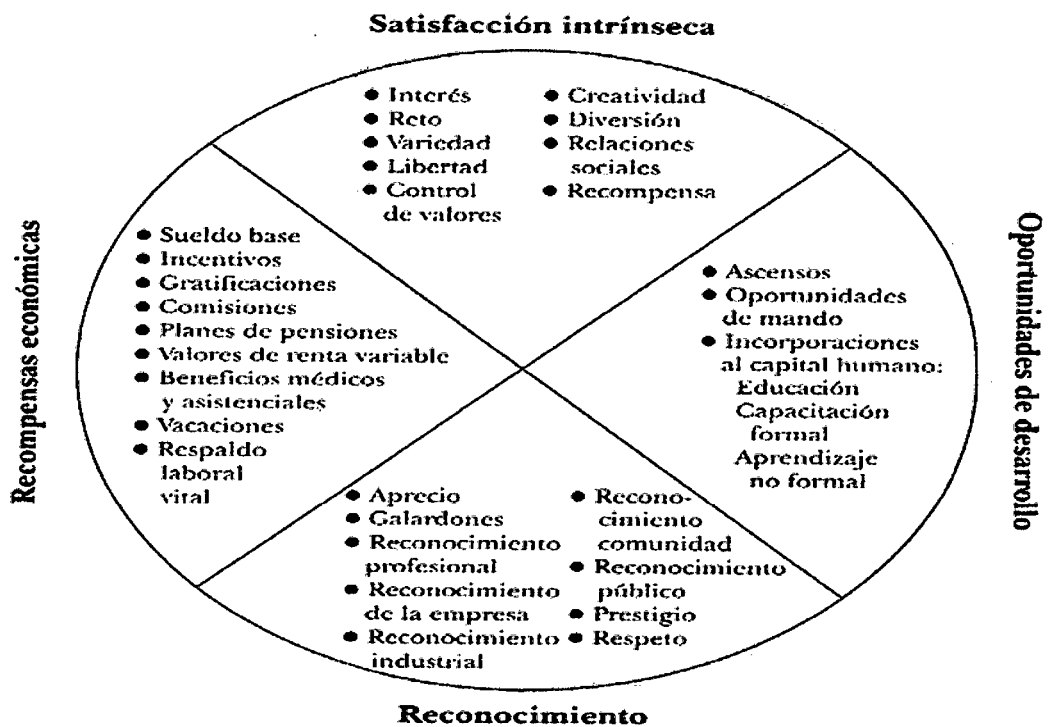 Satisfacción intrínseca
● Interés
● Reto
● Variedad
● Libertad
● Control
de valores
● Creatividad
● Diversión
● Relaciones
sociales
● Recompensa
Recompensas económicas
● Sueldo base
● Incentivos
● Gratificaciones
● Comisiones
● Planes de pensiones
● Valores de renta variable
● Beneficios médicos
y asistenciales
● Vacaciones
● Respaldo
laboral
vital
● Ascensos
● Oportunidades
de mando
● Incorporaciones
al capital humano:
Educación
Capacitación
formal
Aprendizaje
no formal
Oportunidades de desarrollo
● Aprecio
● Galardones
● Reconocimiento
profesional
● Reconocimiento
de la empresa
● Reconocimiento
industrial
● Recono-
cimiento
comunidad
● Reconocimiento
público
● Prestigio
● Respeto
Reconocimiento